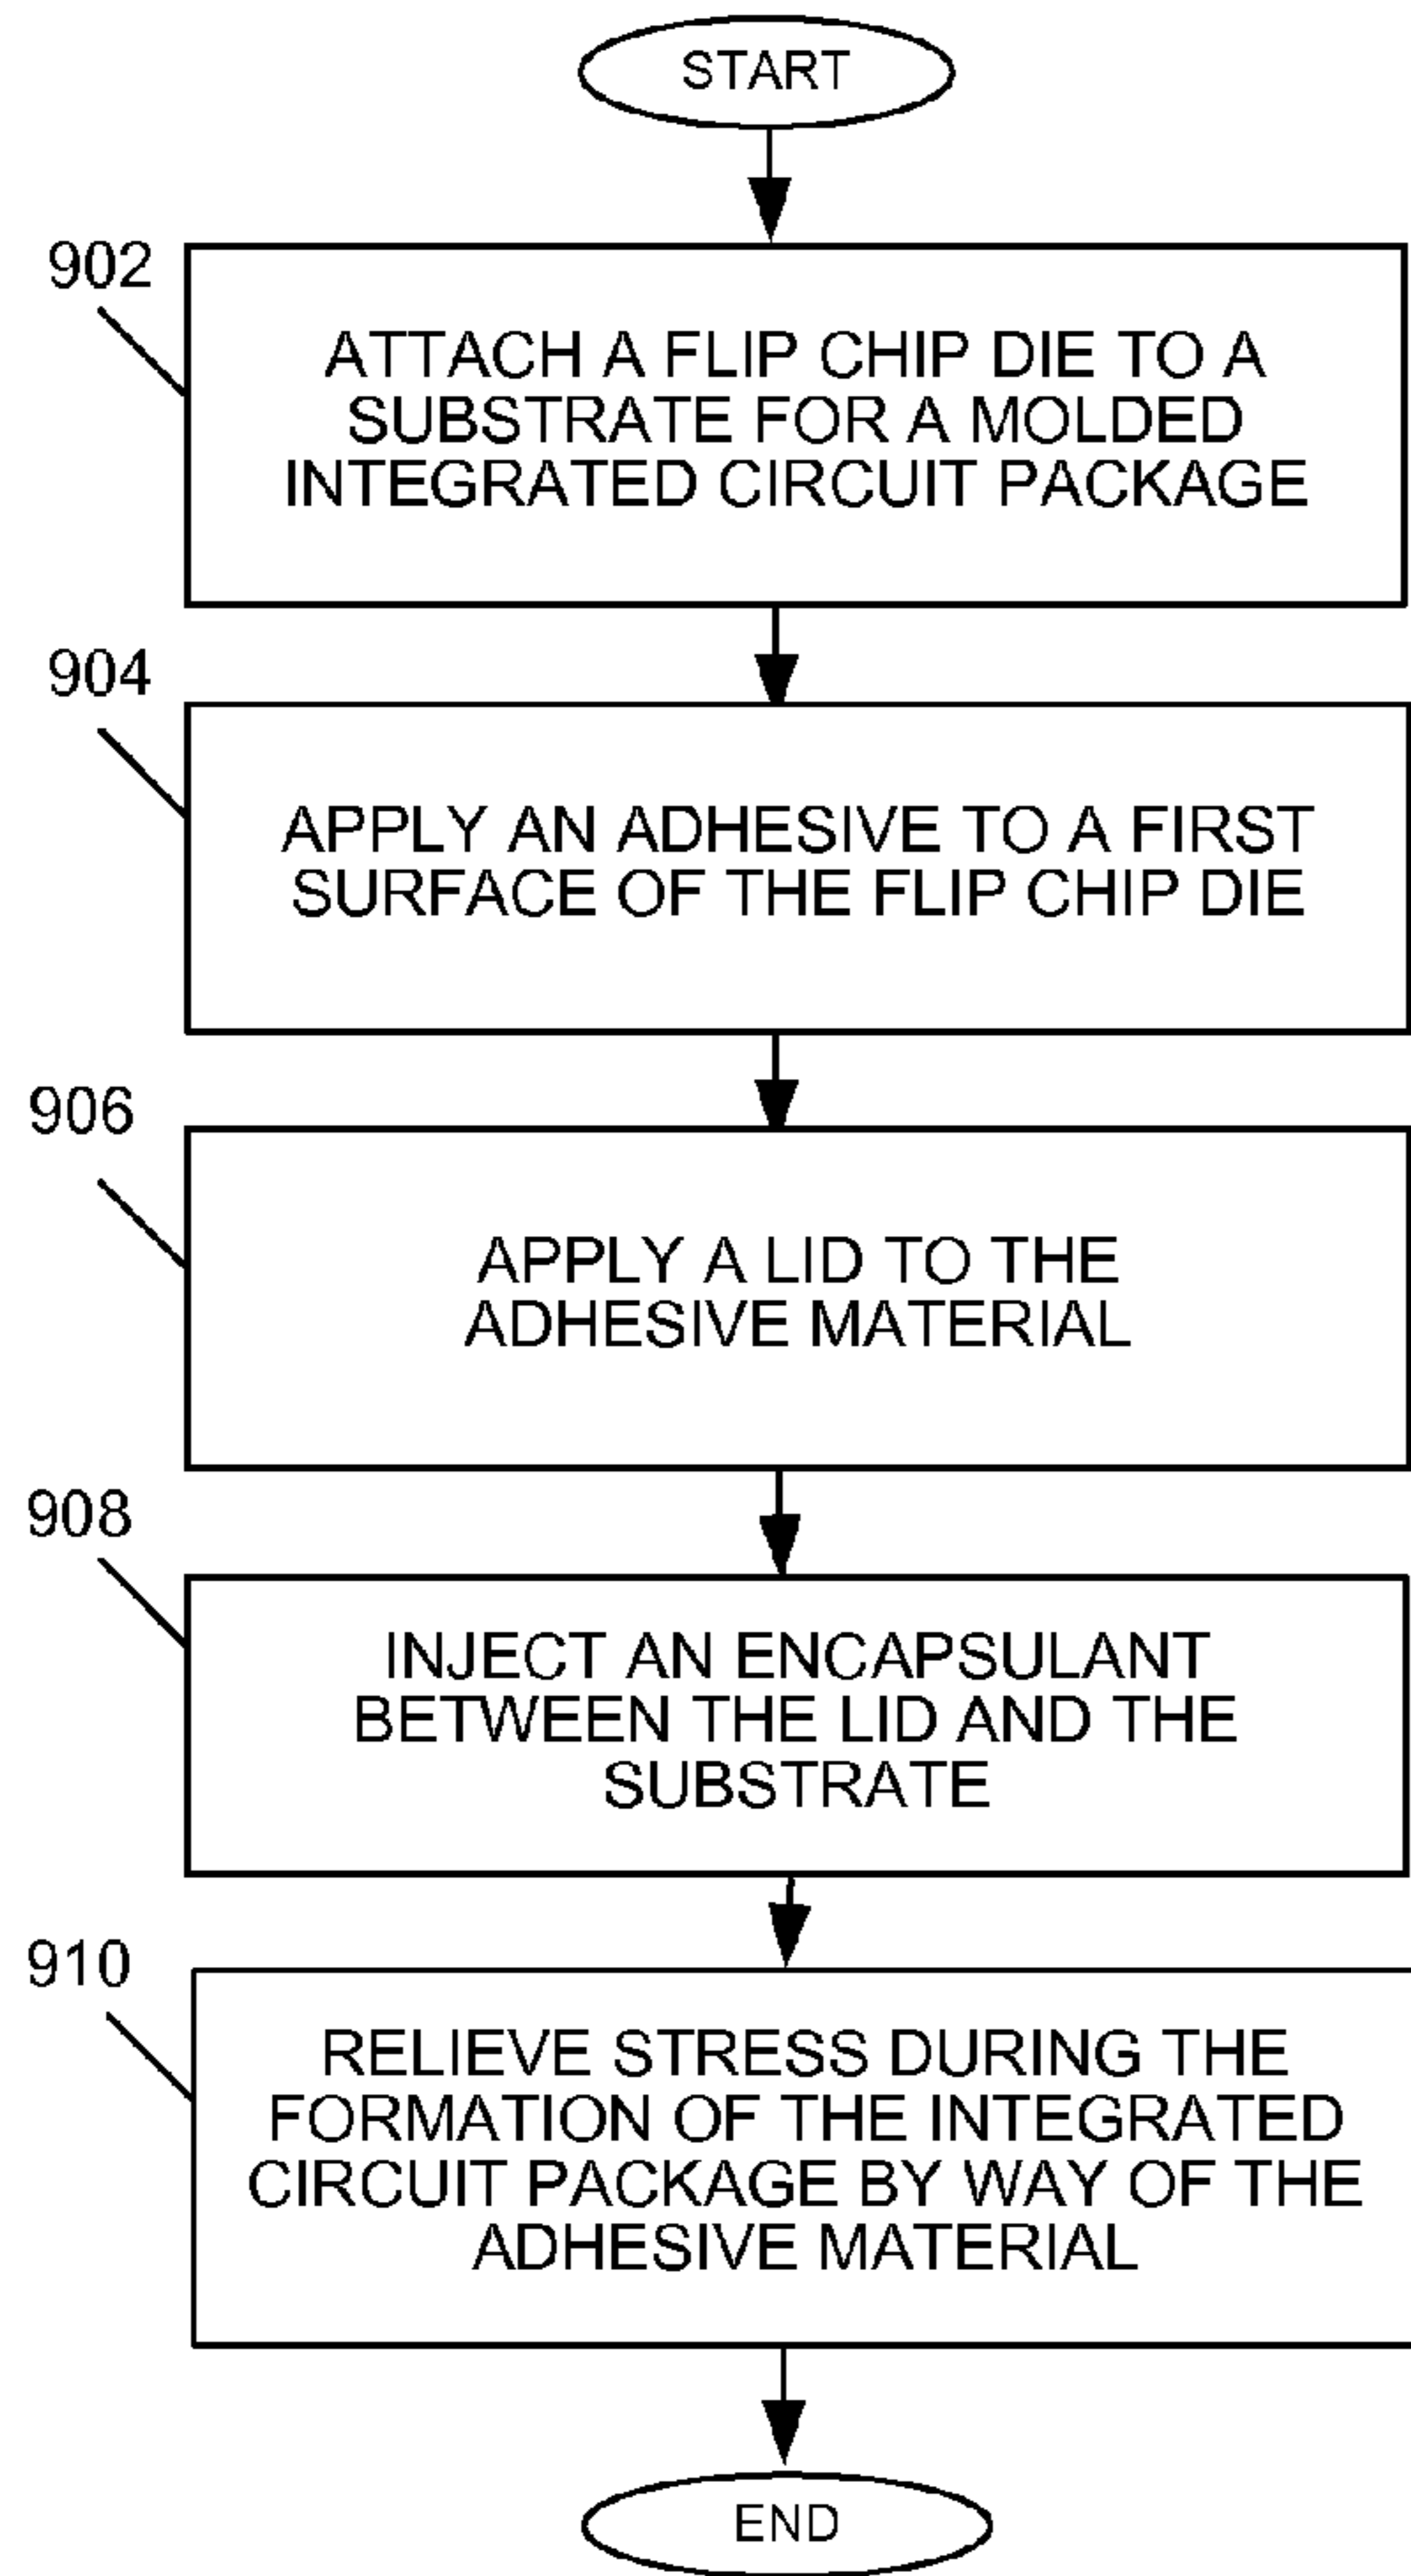 START
902
ATTACH A FLIP CHIP DIE TO A
SUBSTRATE FOR A MOLDED
INTEGRATED CIRCUIT PACKAGE
904
APPLY AN ADHESIVE TO A FIRST
SURFACE OF THE FLIP CHIP DIE
906
APPLY A LID TO THE
ADHESIVE MATERIAL
908
INJECT AN ENCAPSULANT
BETWEEN THE LID AND THE
SUBSTRATE
910
RELIEVE STRESS DURING THE
FORMATION OF THE INTEGRATED
CIRCUIT PACKAGE BY WAY OF THE
ADHESIVE MATERIAL
END